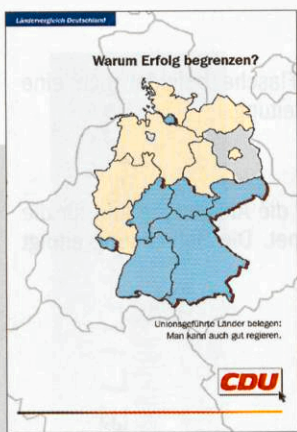 Ländervergleich Deutschland
Warum Erfolg begrenzen?
Unionsgeführte Länder belegen:
Man kann auch gut regieren.
CDU